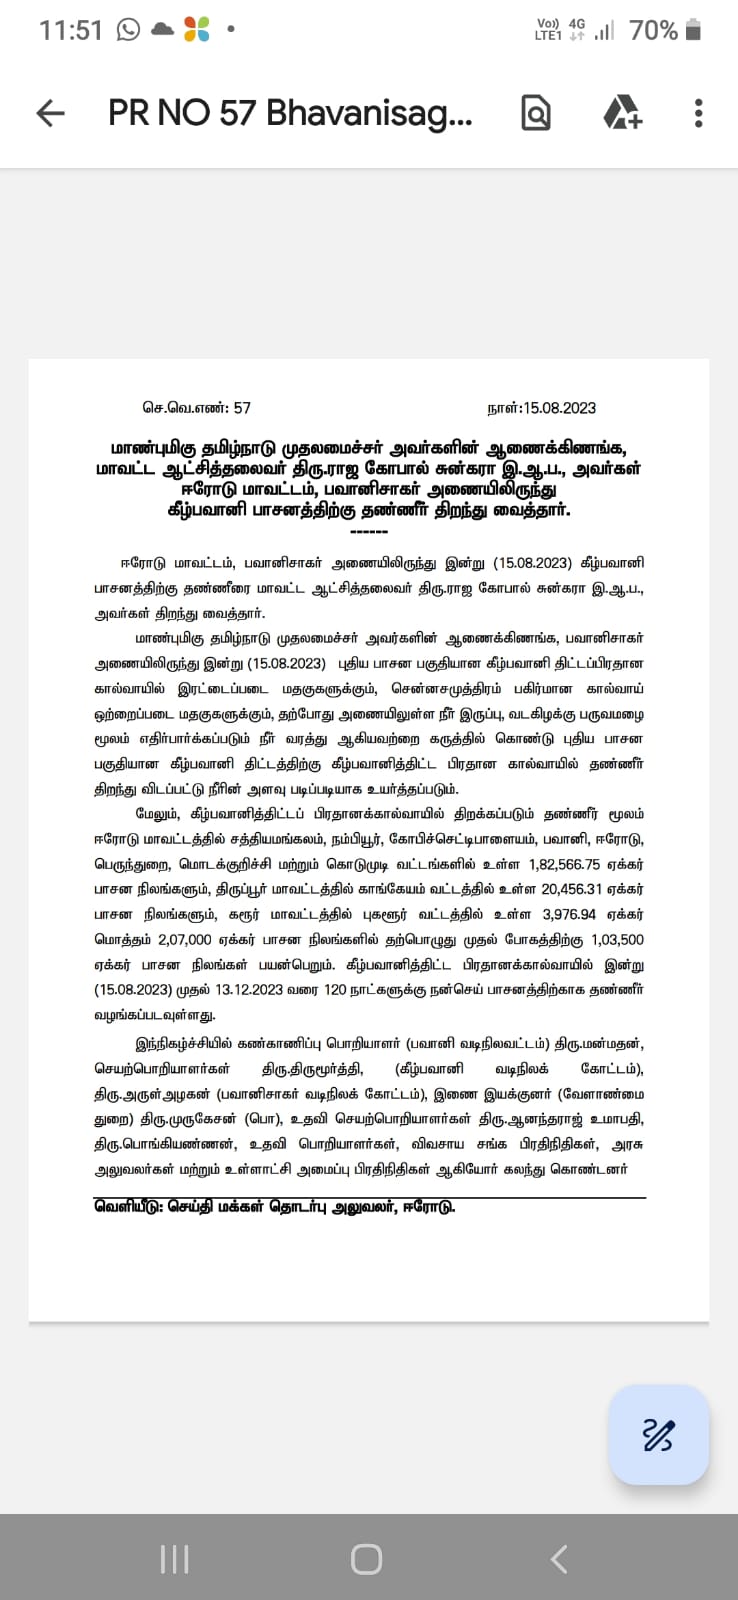 11:51
Vo)) 4G
LTE1
70%
PR NO 57 Bhavanisag...
செ.வெ.எண்: 57 நாள்:15.08.2023
மாண்புமிகு தமிழ்நாடு முதலமைச்சர் அவர்களின் ஆணைக்கிணங்க,
மாவட்ட ஆட்சித்தலைவர் திரு.ராஜ கோபால் சுன்கரா இ.ஆ.ப., அவர்கள்
ஈரோடு மாவட்டம், பவானிசாகர் அணையிலிருந்து
கீழ்பவானி பாசனத்திற்கு தண்ணீர் திறந்து வைத்தார்.
------
ஈரோடு மாவட்டம், பவானிசாகர் அணையிலிருந்து இன்று (15.08.2023) கீழ்பவானி
பாசனத்திற்கு தண்ணீரை மாவட்ட ஆட்சித்தலைவர் திரு.ராஜ கோபால் சுன்கரா இ.ஆ.ப.,
அவர்கள் திறந்து வைத்தார்.
மாண்புமிகு தமிழ்நாடு முதலமைச்சர் அவர்களின் ஆணைக்கிணங்க, பவானிசாகர்
அணையிலிருந்து இன்று (15.08.2023) புதிய பாசன பகுதியான கீழ்பவானி திட்டப்பிரதான
கால்வாயில் இரட்டைப்படை மதகுகளுக்கும், சென்னசமுத்திரம் பகிர்மான கால்வாய்
ஒற்றைப்படை மதகுகளுக்கும், தற்போது அணையிலுள்ள நீர் இருப்பு, வடகிழக்கு பருவமழை
மூலம் எதிர்பார்க்கப்படும் நீர் வரத்து ஆகியவற்றை கருத்தில் கொண்டு புதிய பாசன
பகுதியான கீழ்பவானி திட்டத்திற்கு கீழ்பவானித்திட்ட பிரதான கால்வாயில் தண்ணீர்
திறந்து விடப்பட்டு நீரின் அளவு படிப்படியாக உயர்த்தப்படும்.
மேலும், கீழ்பவானித்திட்டப் பிரதானக்கால்வாயில் திறக்கப்படும் தண்ணீர் மூலம்
ஈரோடு மாவட்டத்தில் சத்தியமங்கலம், நம்பியூர், கோபிச்செட்டிபாளையம், பவானி, ஈரோடு,
பெருந்துறை, மொடக்குறிச்சி மற்றும் கொடுமுடி வட்டங்களில் உள்ள 1,82,566.75 ஏக்கர்
பாசன நிலங்களும், திருப்பூர் மாவட்டத்தில் காங்கேயம் வட்டத்தில் உள்ள 20,456.31 ஏக்கர்
பாசன நிலங்களும், கரூர் மாவட்டத்தில் புகளூர் வட்டத்தில் உள்ள 3,976.94 ஏக்கர்
மொத்தம் 2,07,000 ஏக்கர் பாசன நிலங்களில் தற்பொழுது முதல் போகத்திற்கு 1,03,500
ஏக்கர் பாசன நிலங்கள் பயன்பெறும். கீழ்பவானித்திட்ட பிரதானக்கால்வாயில் இன்று
(15.08.2023) முதல் 13.12.2023 வரை 120 நாட்களுக்கு நன்செய் பாசனத்திற்காக தண்ணீர்
வழங்கப்படவுள்ளது.
இந்நிகழ்ச்சியில் கண்காணிப்பு பொறியாளர் (பவானி வடிநிலவட்டம்) திரு.மன்மதன்,
செயற்பொறியாளர்கள் திரு.திருமூர்த்தி, (கீழ்பவானி வடிநிலக் கோட்டம்),
திரு.அருள்அழகன் (பவானிசாகர் வடிநிலக் கோட்டம்), இணை இயக்குனர் (வேளாண்மை
துறை) திரு.முருகேசன் (பொ), உதவி செயற்பொறியாளர்கள் திரு.ஆனந்தராஜ் உமாபதி,
திரு.பொங்கியண்ணன், உதவி பொறியாளர்கள், விவசாய சங்க பிரதிநிதிகள், அரசு
அலுவலர்கள் மற்றும் உள்ளாட்சி அமைப்பு பிரதிநிதிகள் ஆகியோர் கலந்து கொண்டனர்
வெளியீடு: செய்தி மக்கள் தொடர்பு அலுவலர், ஈரோடு.